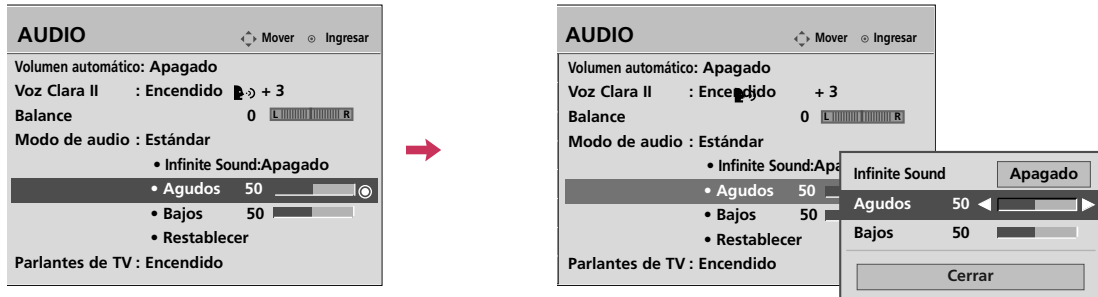 AUDIO Mover Ingresar
Volumen automático: Apagado
Voz Clara II : Encendido + 3
Balance 0 L R
Modo de audio : Estándar
• Infinite Sound:Apagado
• Agudos 50
• Bajos 50
• Restablecer
Parlantes de TV : Encendido
AUDIO Mover Ingresar
Volumen automático: Apagado
Voz Clara II : Encendido + 3
Balance 0 L R
Modo de audio : Estándar
• Infinite Sound:Apa
• Agudos 50
• Bajos 50
• Restablecer
Parlantes de TV : Encendido
Infinite Sound Apagado
Agudos 50
Bajos 50
Cerrar